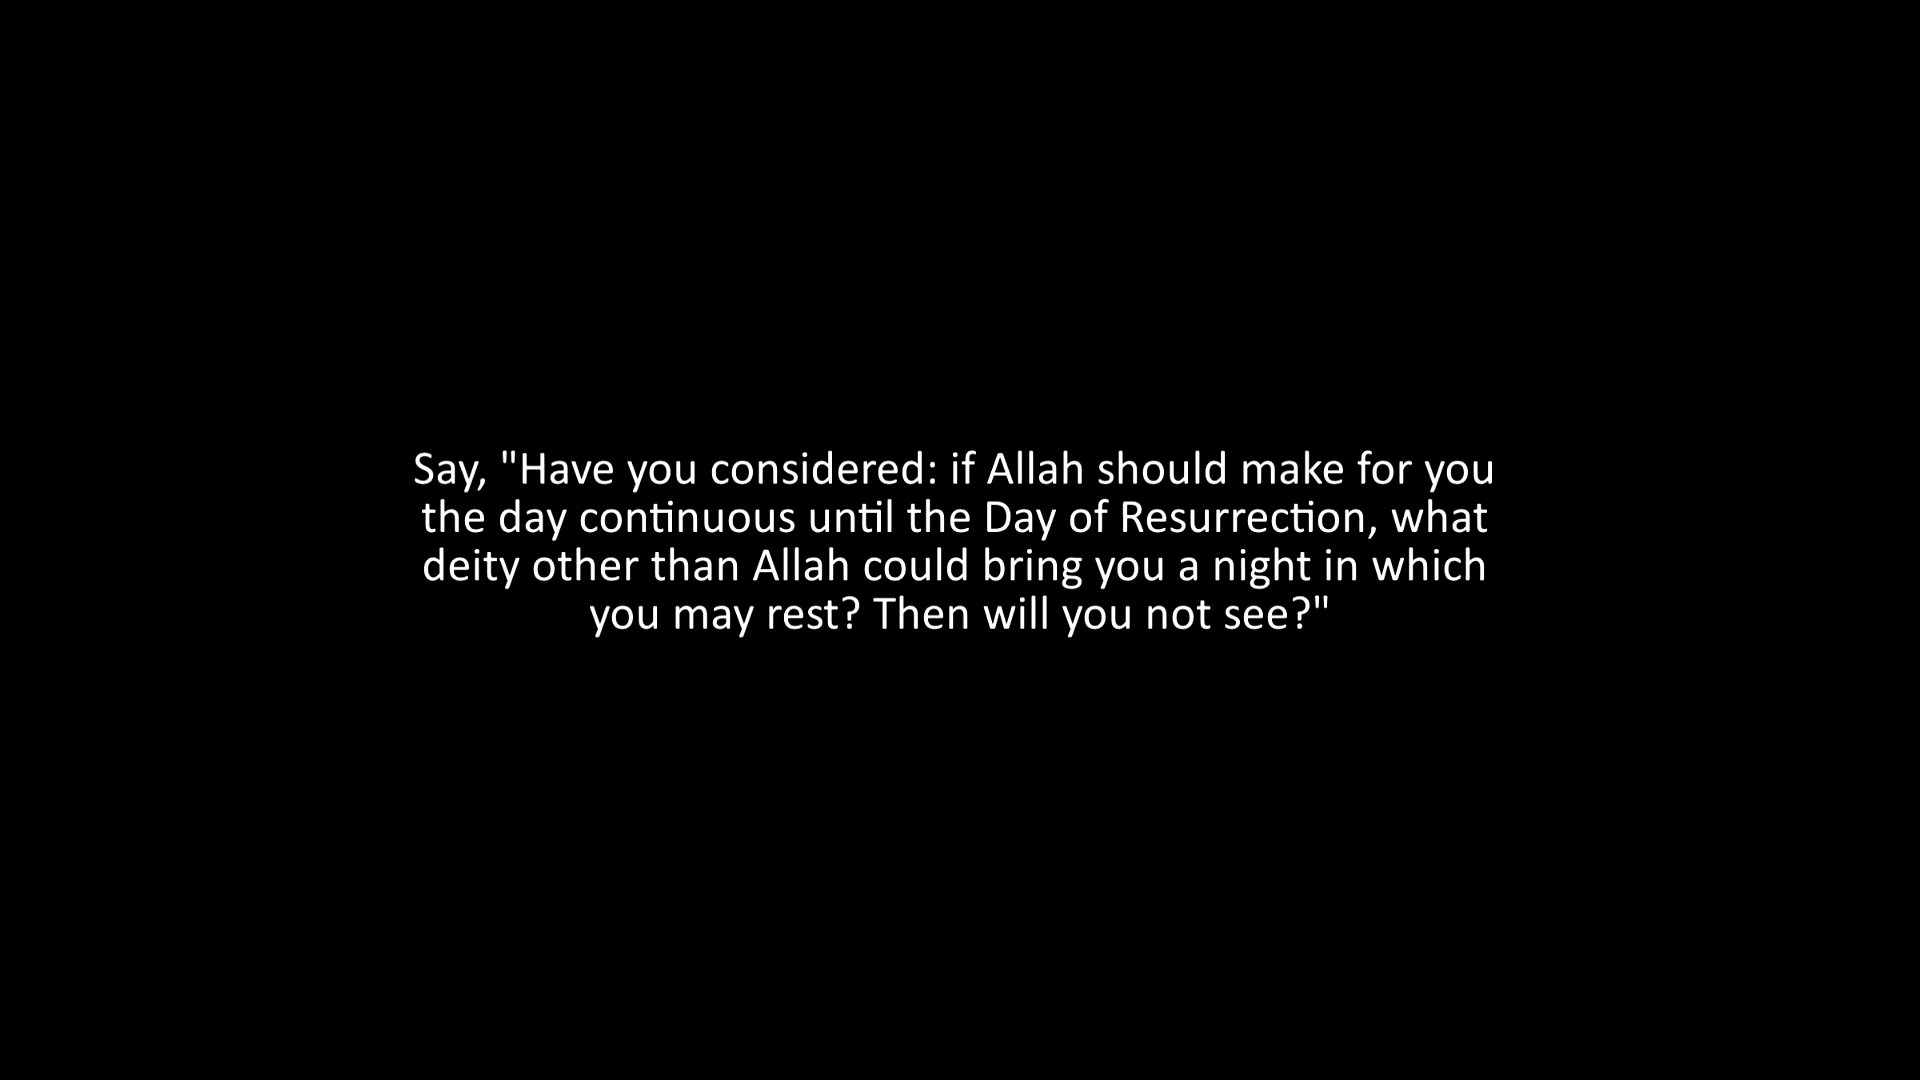 Say, "Have you considered: if Allah should make for you
the day continuous until the Day of Resurrection, what
deity other than Allah could bring you a night in which
you may rest? Then will you not see?"